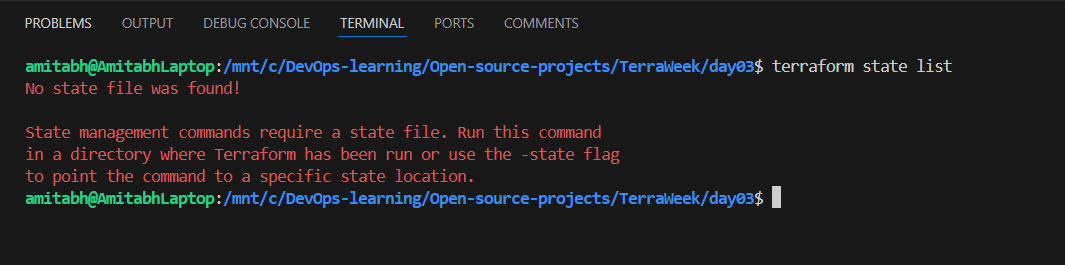 PROBLEMS OUTPUT DEBUG CONSOLE TERMINAL PORTS COMMENTS
amitabh@AmitabhLaptop:/mnt/c/DevOps-learning/Open-source-projects/TerraWeek/day03$ terraform state list
No state file was found!
State management commands require a state file. Run this command
in a directory where Terraform has been run or use the -state flag
to point the command to a specific state location.
amitabh@AmitabhLaptop:/mnt/c/DevOps-learning/Open-source-projects/TerraWeek/day03$